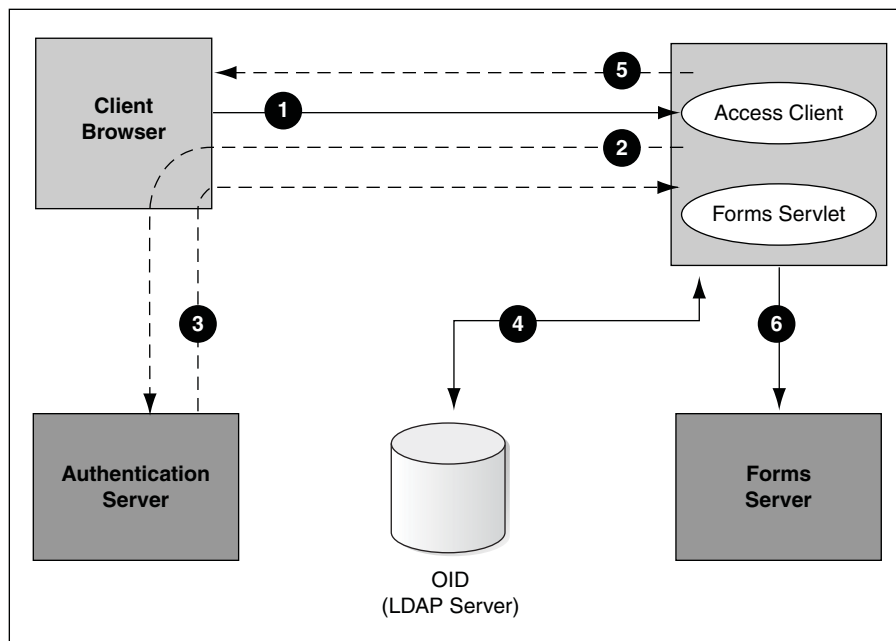 5
Client
Browser
1
Access Client
2
Forms Servlet
3
4
6
Authentication
Server
Forms
Server
OID
(LDAP Server)